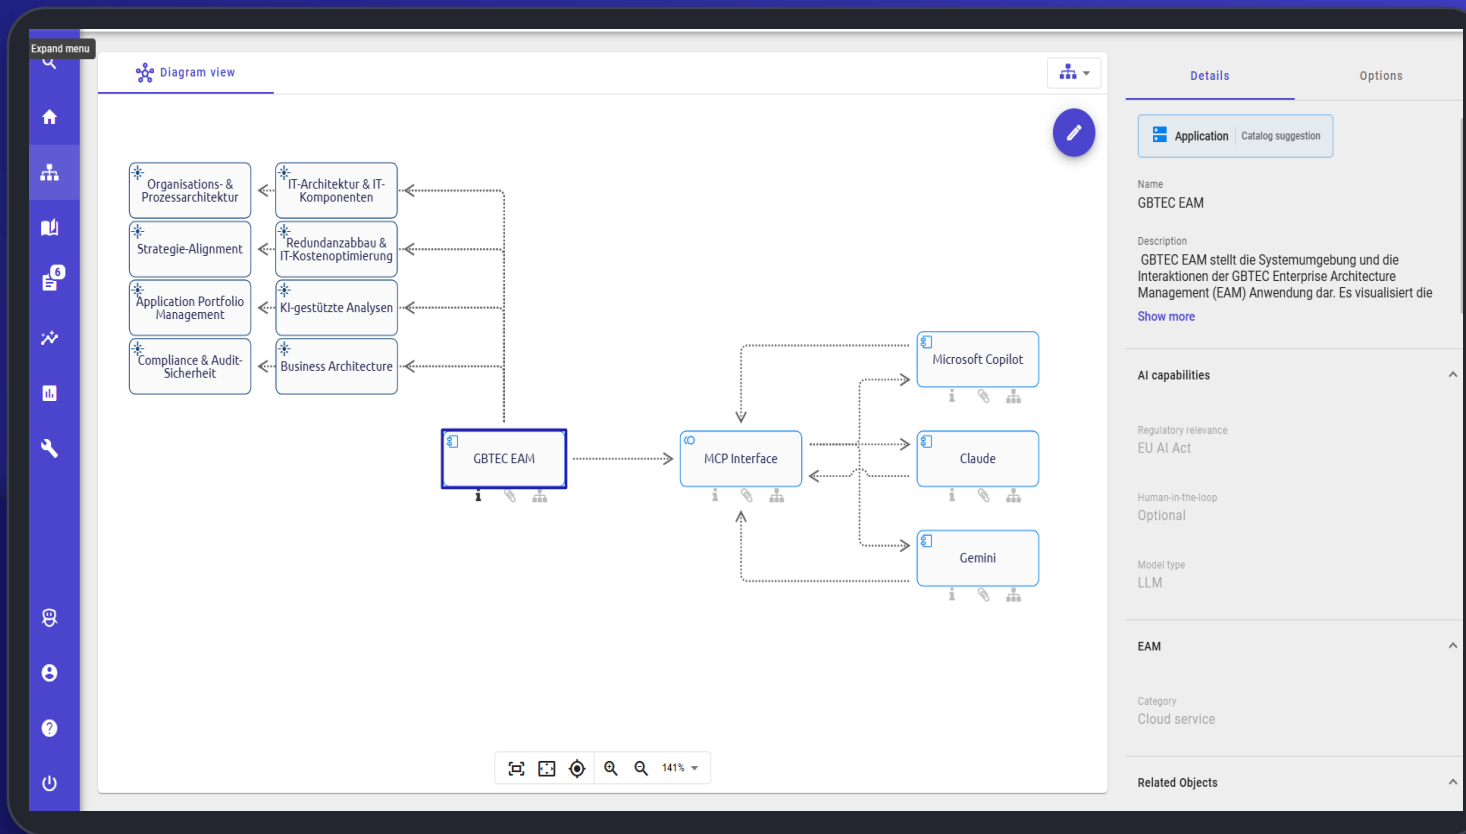 Expand menu
6
Diagram view
Organisations- &
Prozessarchitektur
IT-Architektur & IT-
Komponenten
Strategie-Alignment
Redundanzabbau &
IT-Kostenoptimierung
Application Portfolio
Management
KI-gestützte Analysen
Compliance & Audit-
Sicherheit
Business Architecture
GBTEC EAM
MCP Interface
Microsoft Copilot
Claude
Gemini
141%
Details
Options
Application
Catalog suggestion
Name
GBTEC EAM
Description
GBTEC EAM stellt die Systemumgebung und die
Interaktionen der GBTEC Enterprise Architecture
Management (EAM) Anwendung dar. Es visualisiert die
Show more
AI capabilities
Regulatory relevance
EU AI Act
Human-in-the-loop
Optional
Model type
LLM
EAM
Category
Cloud service
Related Objects